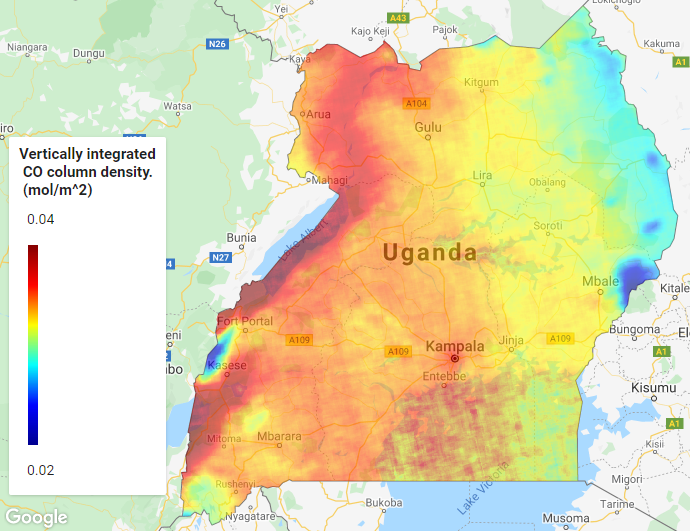 Lokichoglo
Yei
A43
Kajo Keji
Pajok
Niangara
Dungu
N26
Kaya
Kakuma
A1
Kitgum
Watsa
Arua
A104
Gulu
Vertically integrated
CO column density.
(mol/m^2)
Mahagi
Lira
Obalang
0.04
Soroti
Bunia
Lake Albert
Uganda
N27
Mbale
Kitale
Fort Portal
Bungoma
A109
A109
Kampala
Jinja
A109
A1
Kasese
Entebbe
Kisumu
Mitoma
Mbarara
A1
Kisii
0.02
Rushenyi
Lake Victoria
Migori
Bukoba
Tarime
Google
Nyagatare
Musoma